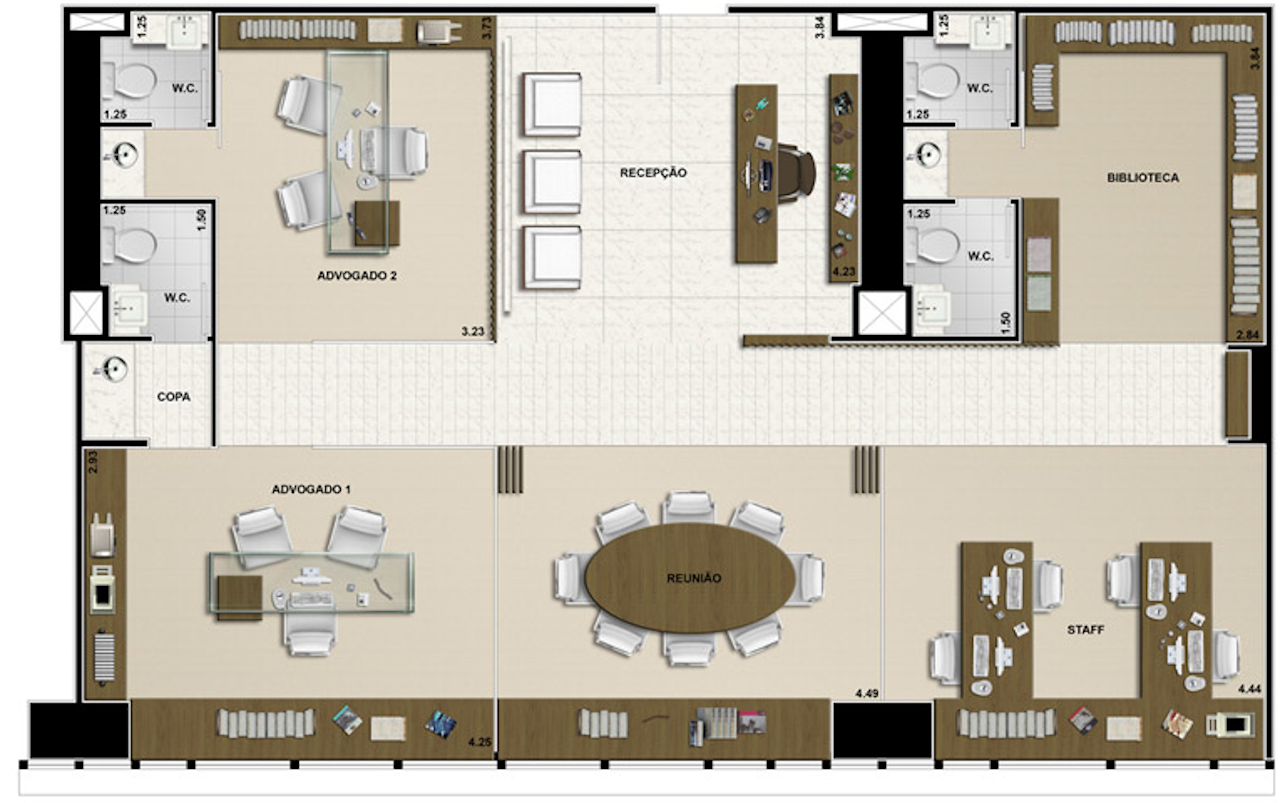 1.25
3.73
3.84
1.25
3.84
W.C.
1.25
W.C.
1.25
RECEPÇÃO
BIBLIOTECA
1.25
1.50
1.25
ADVOGADO 2
W.C.
4.23
W.C.
1.50
3.23
2.84
COPA
2.93
ADVOGADO 1
REUNIÃO
STAFF
4.49
4.44
4.25